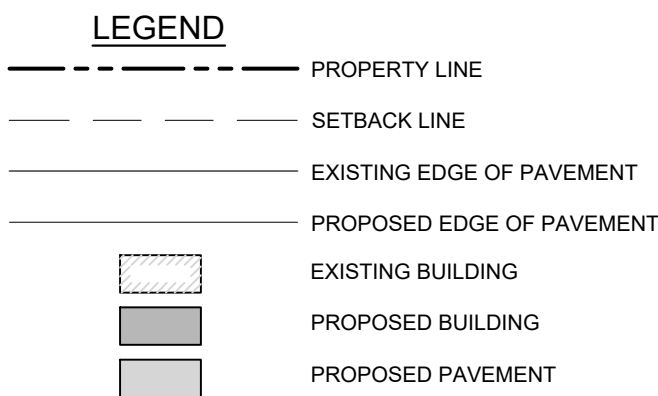 LEGEND
PROPERTY LINE
SETBACK LINE
EXISTING EDGE OF PAVEMENT
PROPOSED EDGE OF PAVEMENT
EXISTING BUILDING
PROPOSED BUILDING
PROPOSED PAVEMENT